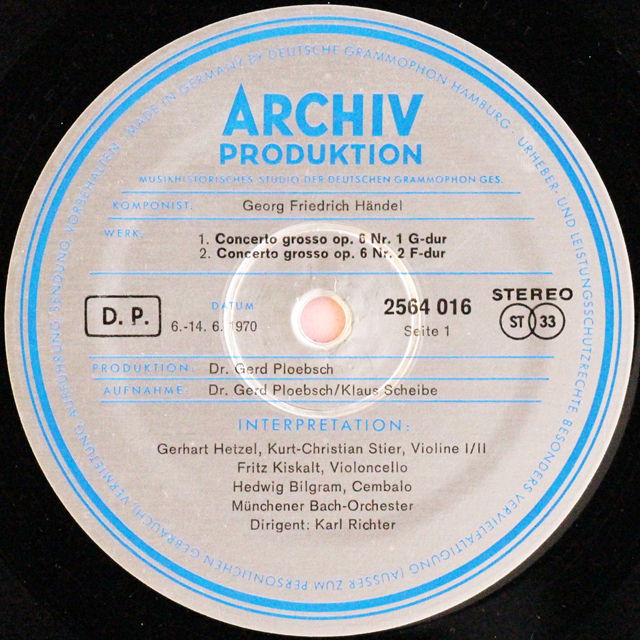 MADE IN GERMANY BY DEUTSCHE GRAMMOPHON HAMBURG · URHEBER- UND LEISTUNGSSCHUTZRECHTE BESONDERS VERVIELFÄLTIGUNG (AUSSER ZUM PERSÖNLICHEN GEBRAUCH), VERMIETUNG, AUFFÜHRUNG, SENDUNG VORBEHALTEN ·
ARCHIV
PRODUKTION
MUSIKHISTORISCHES STUDIO DER DEUTSCHEN GRAMMOPHON GES.
KOMPONIST: Georg Friedrich Händel
WERK: 1. Concerto grosso op. 6 Nr. 1 G-dur
2. Concerto grosso op. 6 Nr. 2 F-dur
D. P.
DATUM
6.-14. 6. 1970
2564 016
Seite 1
STEREO
ST 33
PRODUKTION: Dr. Gerd Ploebsch
AUFNAHME: Dr. Gerd Ploebsch/Klaus Scheibe
INTERPRETATION:
Gerhart Hetzel, Kurt-Christian Stier, Violine I/II
Fritz Kiskalt, Violoncello
Hedwig Bilgram, Cembalo
Münchener Bach-Orchester
Dirigent: Karl Richter